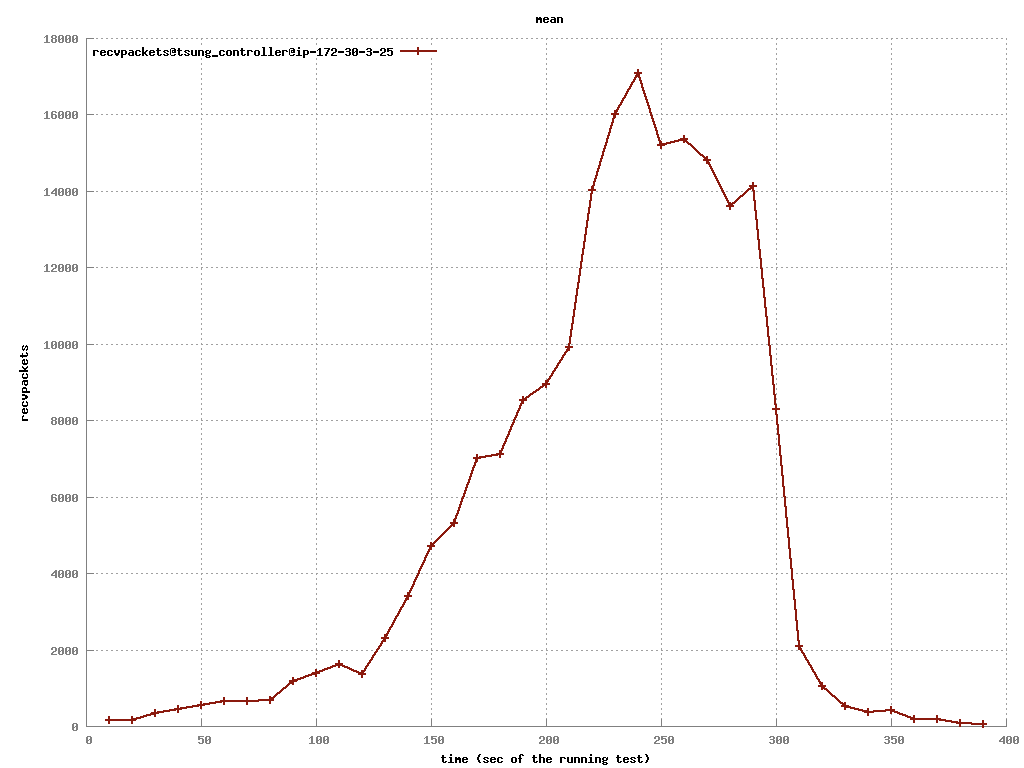 mean
18000
recvpackets@tsung_controller@ip-172-30-3-25
16000
14000
12000
10000
recvpackets
8000
6000
4000
2000
0
0 50 100 150 200 250 300 350 400
time (sec of the running test)